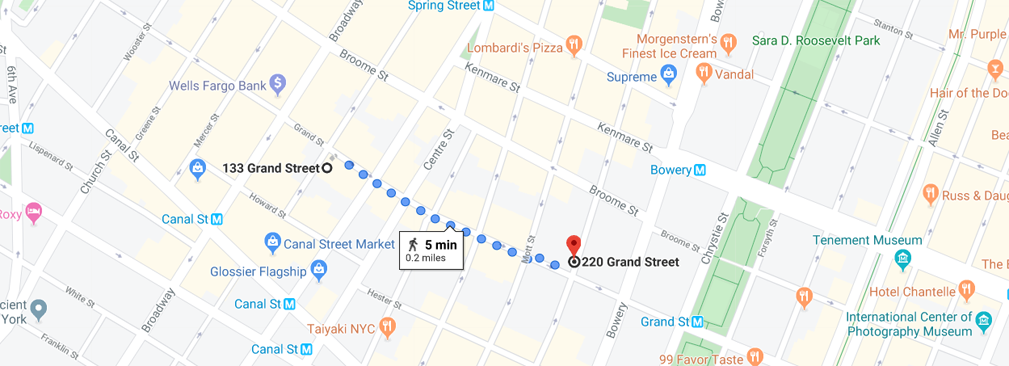 Spring Street M
Broadway
Wooster St
Lombardi's Pizza
Morgenstern's
Finest Ice Cream
Sara D. Roosevelt Park
Stanton St
Mr. Purple
6th Ave
Broome St
Kenmare St
Supreme
Vandal
Wells Fargo Bank
$
Hair of the Do
Greene St
Mercer St
Canal St
Grand St
Centre St
Kenmare St
Allen St
Bea
reet M
Lispenard St
Church St
133 Grand Street
Bowery M
Broome St
Russ & Daug
Roxy
Howard St
Canal St M
Canal Street Market
5 min
0.2 miles
Mott St
Broome St
Chrystie St
Forsyth St
Tenement Museum
220 Grand Street
Glossier Flagship
The E
ncient
York
White St
Broadway
Canal St M
Hester St
Bowery
Grand St M
Hotel Chantelle
International Center of
Photography Museum
Taiyaki NYC
Franklin St
Canal St M
99 Favor Taste